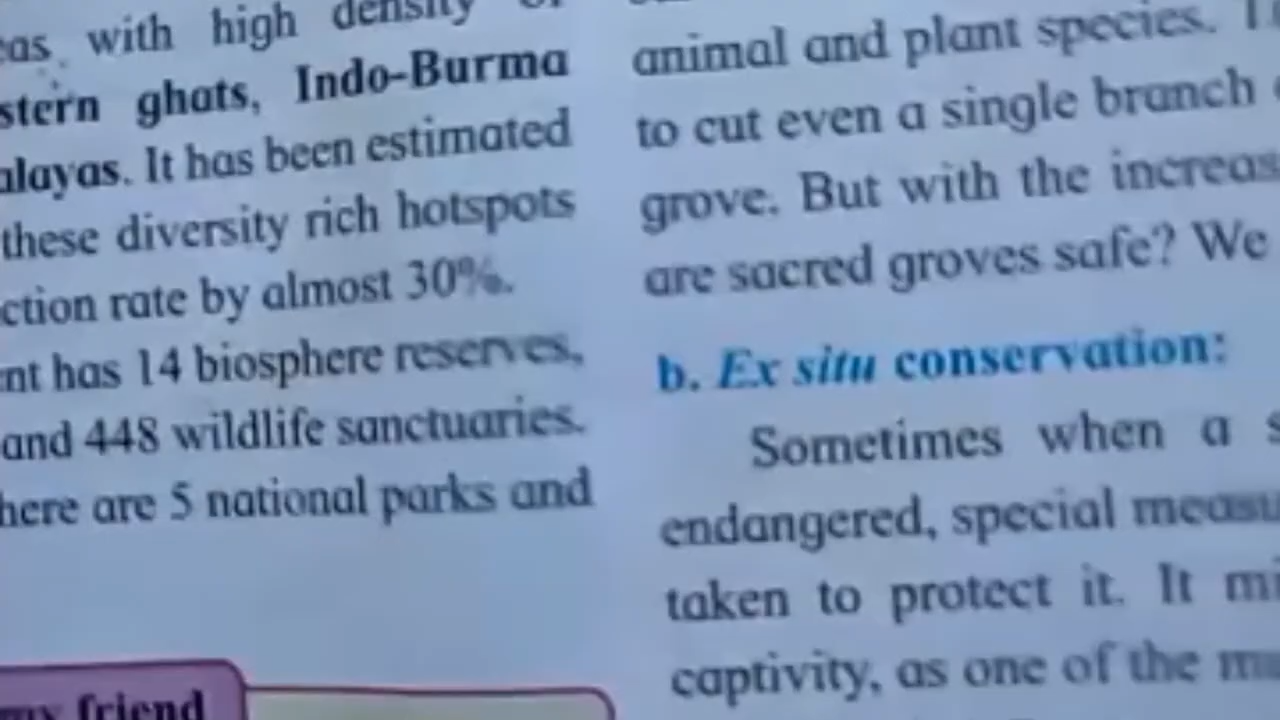 with high density
stern ghats, Indo-Burma
alayas. It has been estimated
these diversity rich hotspots
ction rate by almost 30%.
nt has 14 biosphere reserves,
and 448 wildlife sanctuaries.
here are 5 national parks and
my friend
animal and plant species.
to cut even a single branch
grove. But with the increas
are sacred groves safe? We
b. Ex situ conservation:
Sometimes when a s
endangered, special measu
taken to protect it. It mi
captivity, as one of the